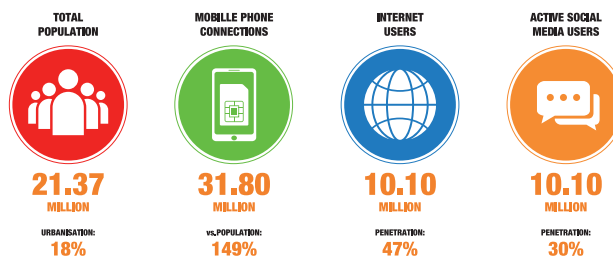 TOTAL
POPULATION
21.37
MILLION
URBANISATION:
18%
MOBILLE PHONE
CONNECTIONS
31.80
MILLION
vs.POPULATION:
149%
INTERNET
USERS
10.10
MILLION
PENETRATION:
47%
ACTIVE SOCIAL
MEDIA USERS
10.10
MILLION
PENETRATION:
30%